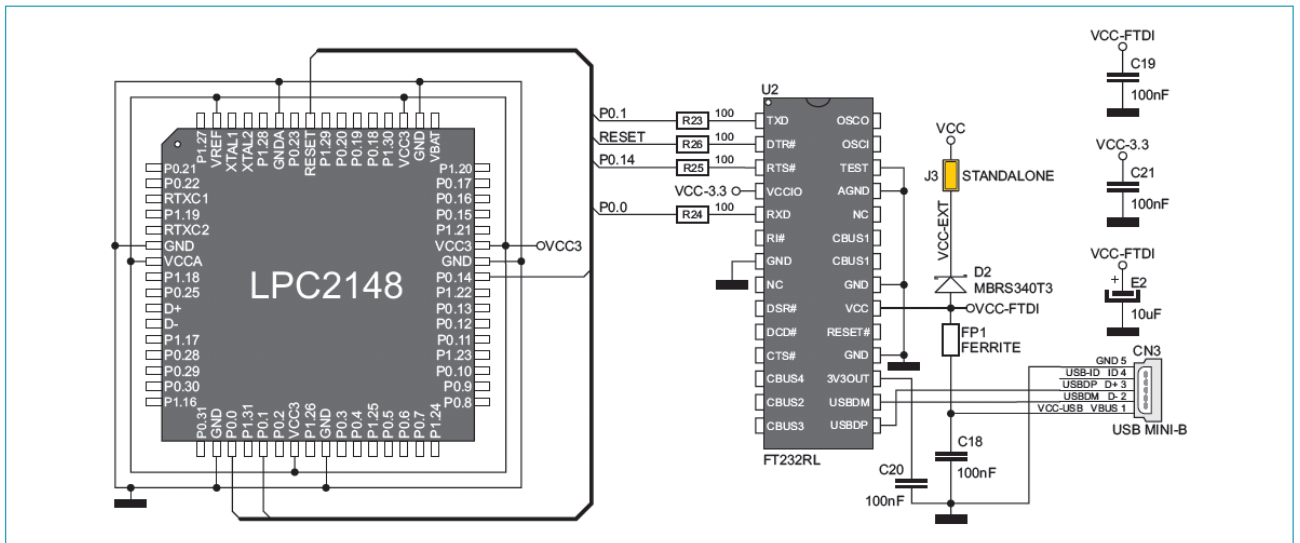 P1.27
VREF
XTAL1
XTAL2
P1.28
GNDA
P0.23
RESET
P1.29
P0.20
P0.19
P0.18
P1.30
VCC3
GND
VBAT
P0.21
P0.22
RTXC1
P1.19
RTXC2
GND
VCCA
P1.18
P0.25
D+
D-
P1.17
P0.28
P0.29
P0.30
P1.16
LPC2148
P1.20
P0.17
P0.16
P0.15
P1.21
VCC3
GND
P0.14
P1.22
P0.13
P0.12
P0.11
P1.23
P0.10
P0.9
P0.8
VCC3
P0.31
GND
P0.0
P1.31
P0.1
P0.2
VCC3
P1.26
GND
P0.3
P0.4
P1.25
P0.5
P0.6
P0.7
P1.24
P0.1 R23 100
RESET R26 100
P0.14 R25 100
VCC-3.3
P0.0 R24 100
U2
TXD
DTR#
RTS#
VCCIO
RXD
RI#
GND
NC
DSR#
DCD#
CTS#
CBUS4
CBUS2
CBUS3
OSCO
OSCI
TEST
AGND
NC
CBUS1
CBUS1
GND
VCC
RESET#
GND
3V3OUT
USBDM
USBDP
FT232RL
VCC
J3 STANDALONE
VCC-EXT
D2
MBRS340T3
VCC-FTDI
FP1
FERRITE
C18
100nF
C20
100nF
VCC-FTDI
C19
100nF
VCC-3.3
C21
100nF
VCC-FTDI
+
E2
10uF
CN3
GND 5
USB-ID ID 4
USBDP D+ 3
USBDM D- 2
VCC-USB VBUS 1
USB MINI-B